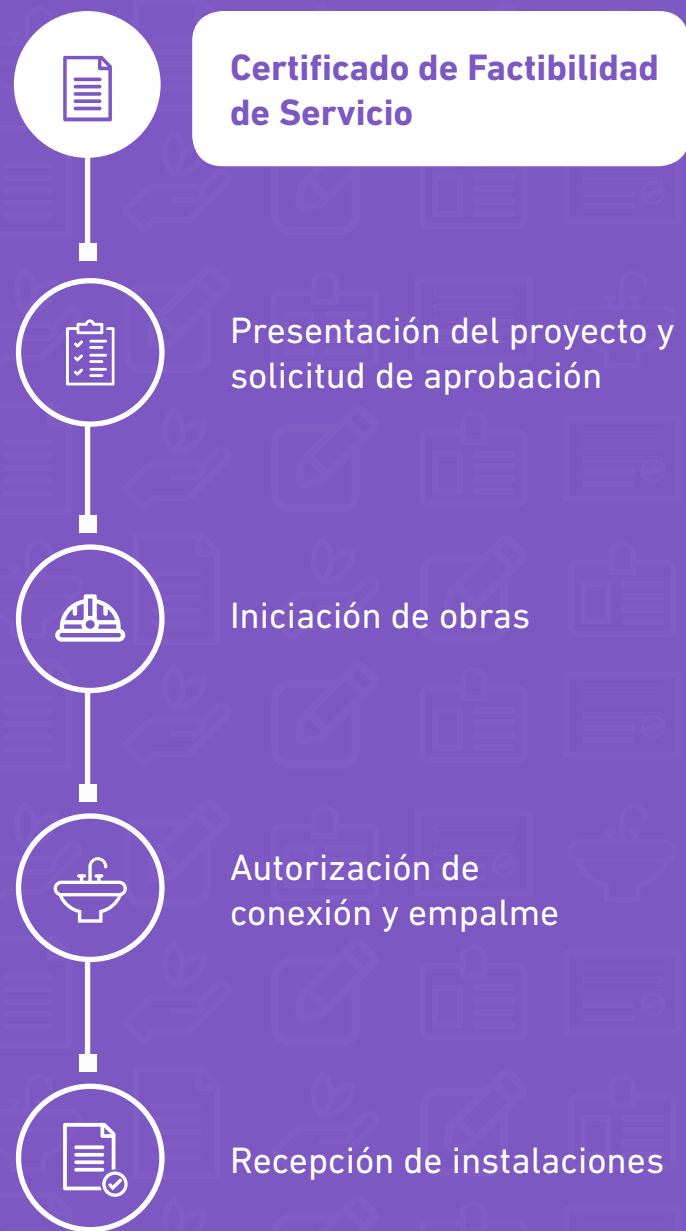 Certificado de Factibilidad
de Servicio
Presentación del proyecto y
solicitud de aprobación
Iniciación de obras
Autorización de
conexión y empalme
Recepción de instalaciones